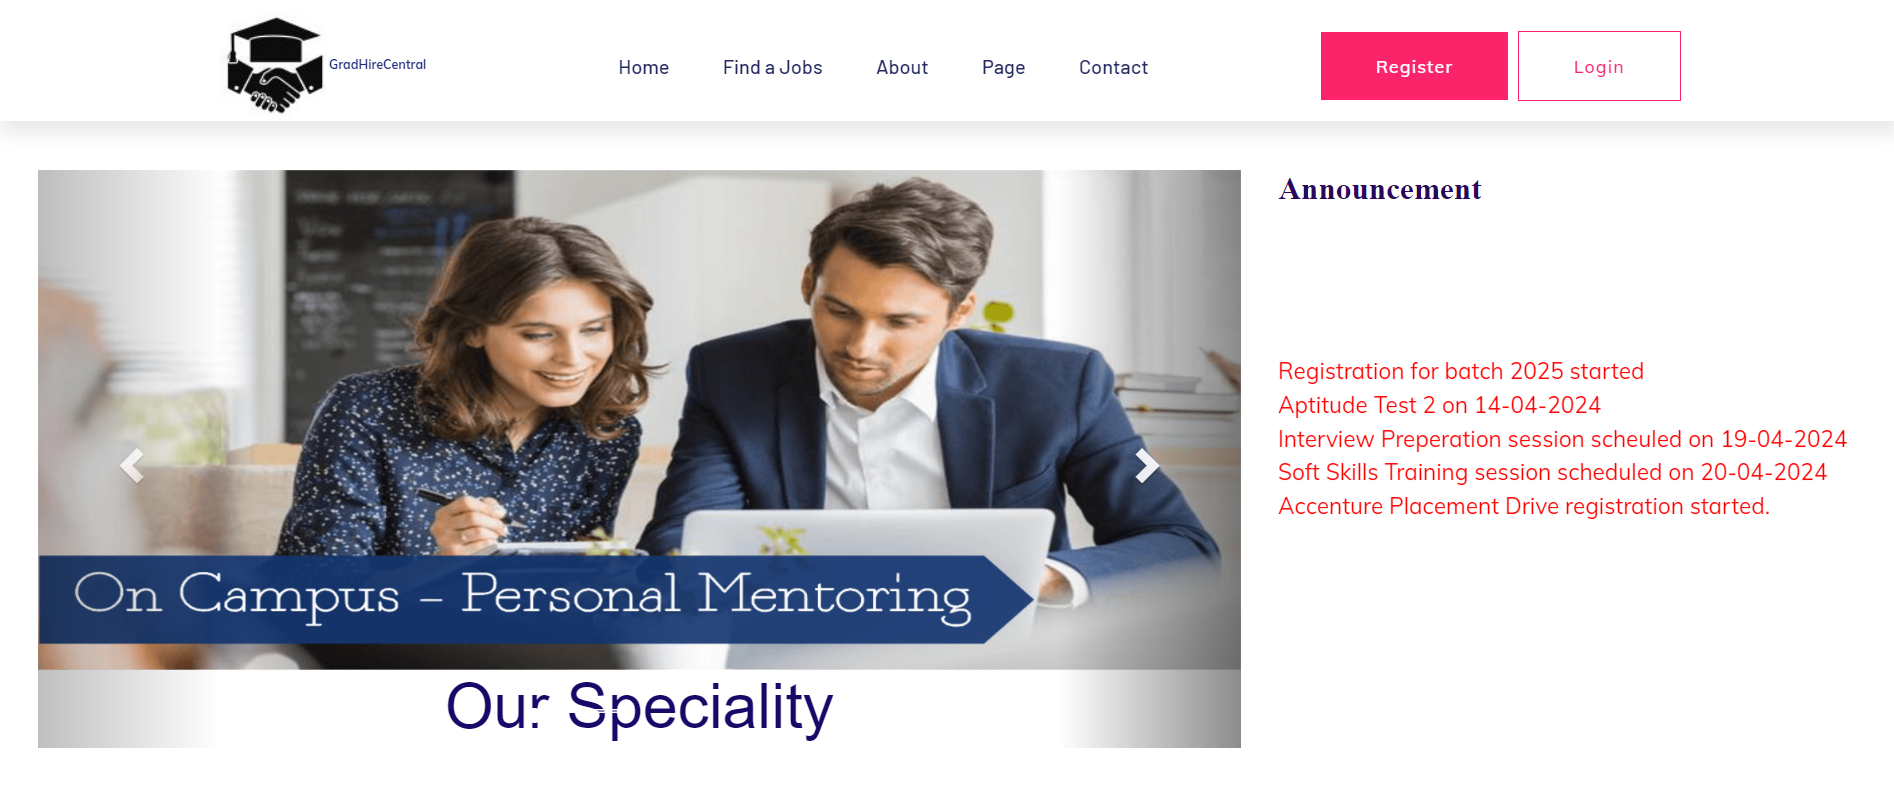 GradHireCentral
Home
Find a Jobs
About
Page
Contact
Register
Login
Announcement
Registration for batch 2025 started
Aptitude Test 2 on 14-04-2024
Interview Preperation session scheuled on 19-04-2024
Soft Skills Training session scheduled on 20-04-2024
Accenture Placement Drive registration started.
On Campus – Personal Mentoring
Our Speciality